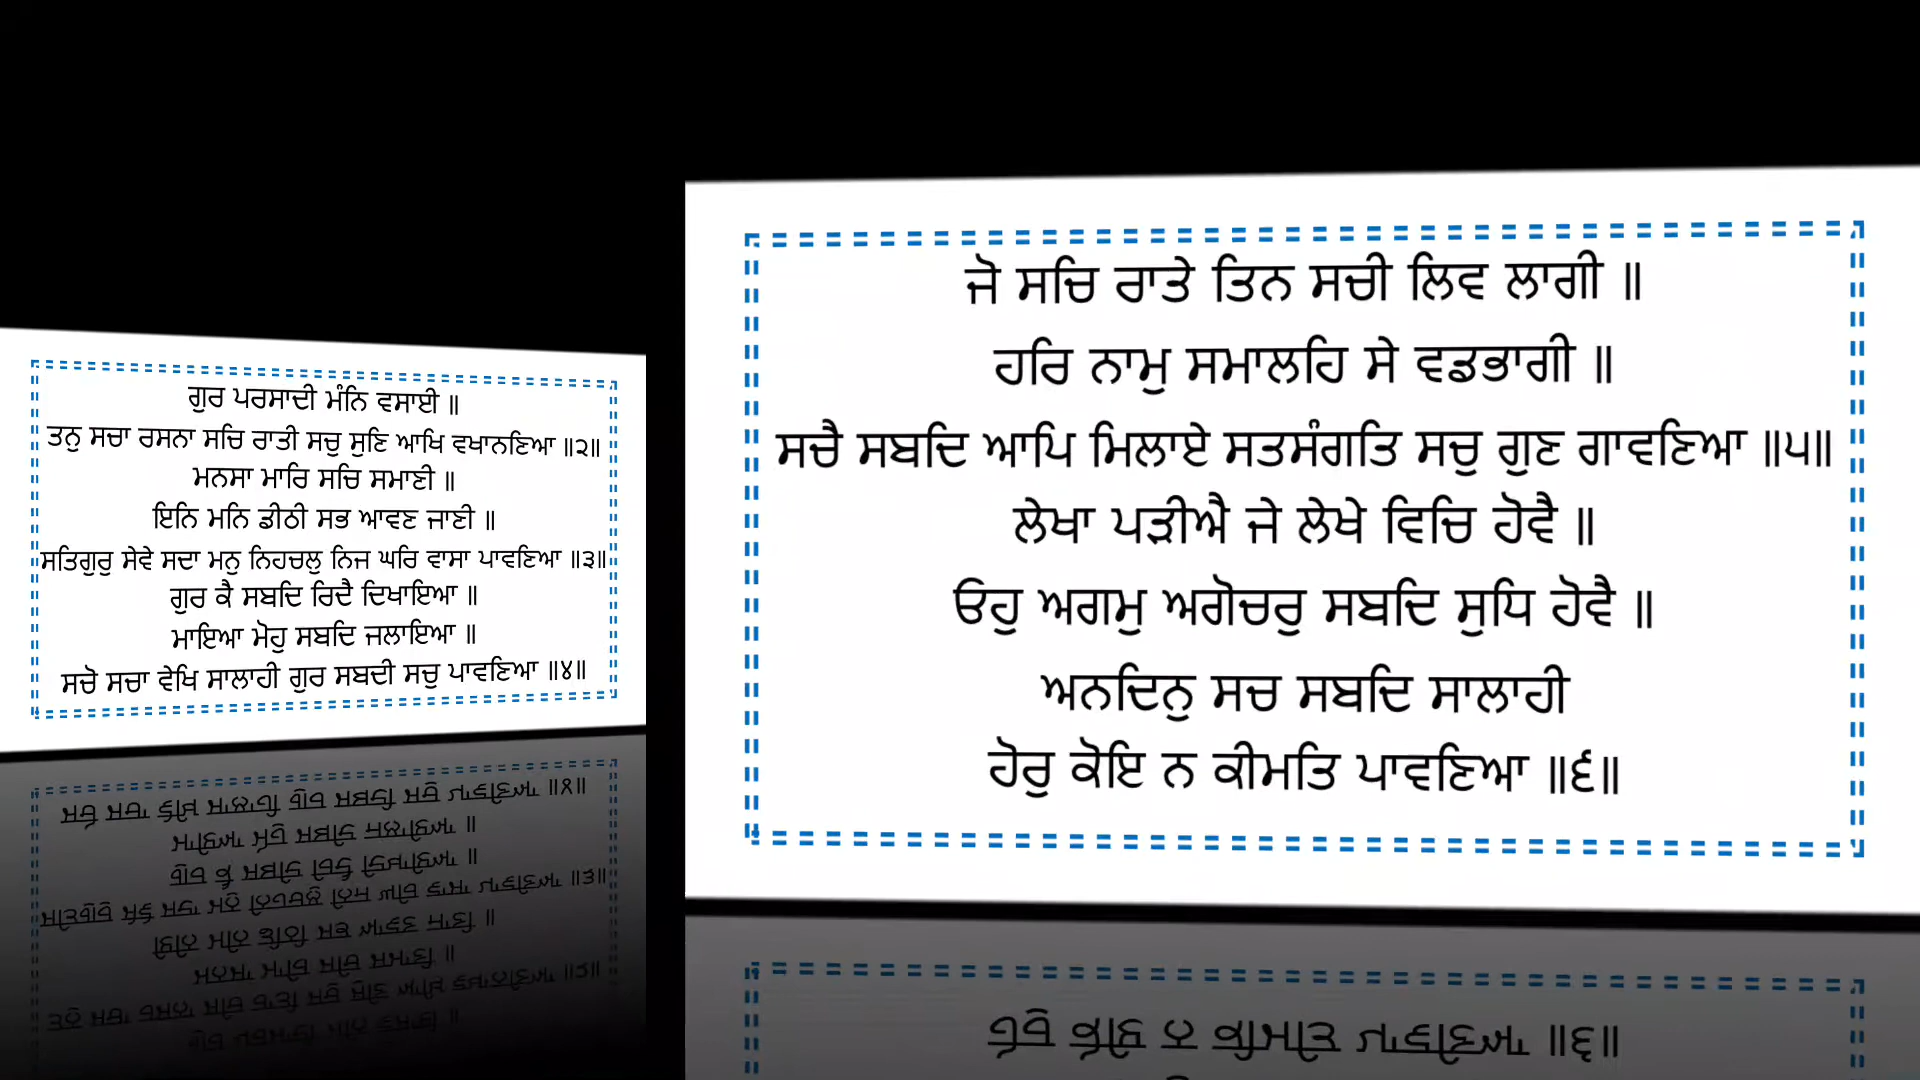 ਗੁਰ ਪਰਸਾਦੀ ਮੰਨਿ ਵਸਾਈ ॥
ਤਨੁ ਸਚਾ ਰਸਨਾ ਸਚਿ ਰਾਤੀ ਸਚੁ ਸੁਣਿ ਆਖਿ ਵਖਾਨਣਿਆ ॥੨॥
ਮਨਸਾ ਮਾਰਿ ਸਚਿ ਸਮਾਣੀ ॥
ਇਨਿ ਮਨਿ ਡੀਠੀ ਸਭ ਆਵਣ ਜਾਣੀ ॥
ਸਤਿਗੁਰੁ ਸੇਵੇ ਸਦਾ ਮਨੁ ਨਿਹਚਲੁ ਨਿਜ ਘਰਿ ਵਾਸਾ ਪਾਵਣਿਆ ॥੩॥
ਗੁਰ ਕੈ ਸਬਦਿ ਰਿਦੈ ਦਿਖਾਇਆ ॥
ਮਾਇਆ ਮੋਹੁ ਸਬਦਿ ਜਲਾਇਆ ॥
ਸਚੋ ਸਚਾ ਵੇਖਿ ਸਾਲਾਹੀ ਗੁਰ ਸਬਦੀ ਸਚੁ ਪਾਵਣਿਆ ॥੪॥
ਜੋ ਸਚਿ ਰਾਤੇ ਤਿਨ ਸਚੀ ਲਿਵ ਲਾਗੀ ॥
ਹਰਿ ਨਾਮੁ ਸਮਾਲਹਿ ਸੇ ਵਡਭਾਗੀ ॥
ਸਚੈ ਸਬਦਿ ਆਪਿ ਮਿਲਾਏ ਸਤਸੰਗਤਿ ਸਚੁ ਗੁਣ ਗਾਵਣਿਆ ॥੫॥
ਲੇਖਾ ਪੜੀਐ ਜੇ ਲੇਖੇ ਵਿਚਿ ਹੋਵੈ ॥
ਓਹੁ ਅਗਮੁ ਅਗੋਚਰੁ ਸਬਦਿ ਸੁਧਿ ਹੋਵੈ ॥
ਅਨਦਿਨੁ ਸਚ ਸਬਦਿ ਸਾਲਾਹੀ
ਹੋਰੁ ਕੋਇ ਨ ਕੀਮਤਿ ਪਾਵਣਿਆ ॥੬॥